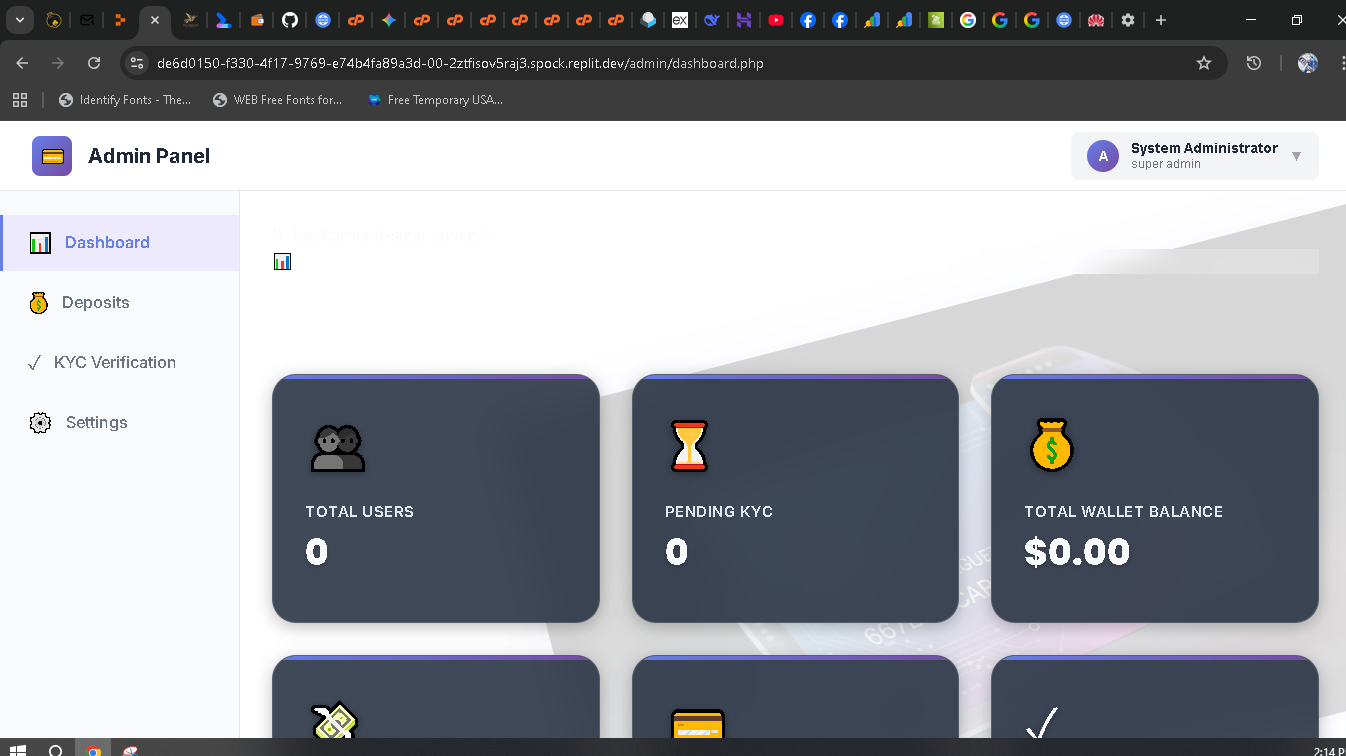 de6d0150-f330-4f17-9769-e74b4fa89a3d-00-2ztfisov5raj3.spock.replit.dev/admin/dashboard.php
Identify Fonts - The... WEB Free Fonts for... Free Temporary USA...
Admin Panel
A System Administrator
super admin
Dashboard
Deposits
KYC Verification
Settings
'); background-size: cover;">
TOTAL USERS
0
PENDING KYC
0
TOTAL WALLET BALANCE
$0.00
2:14 P